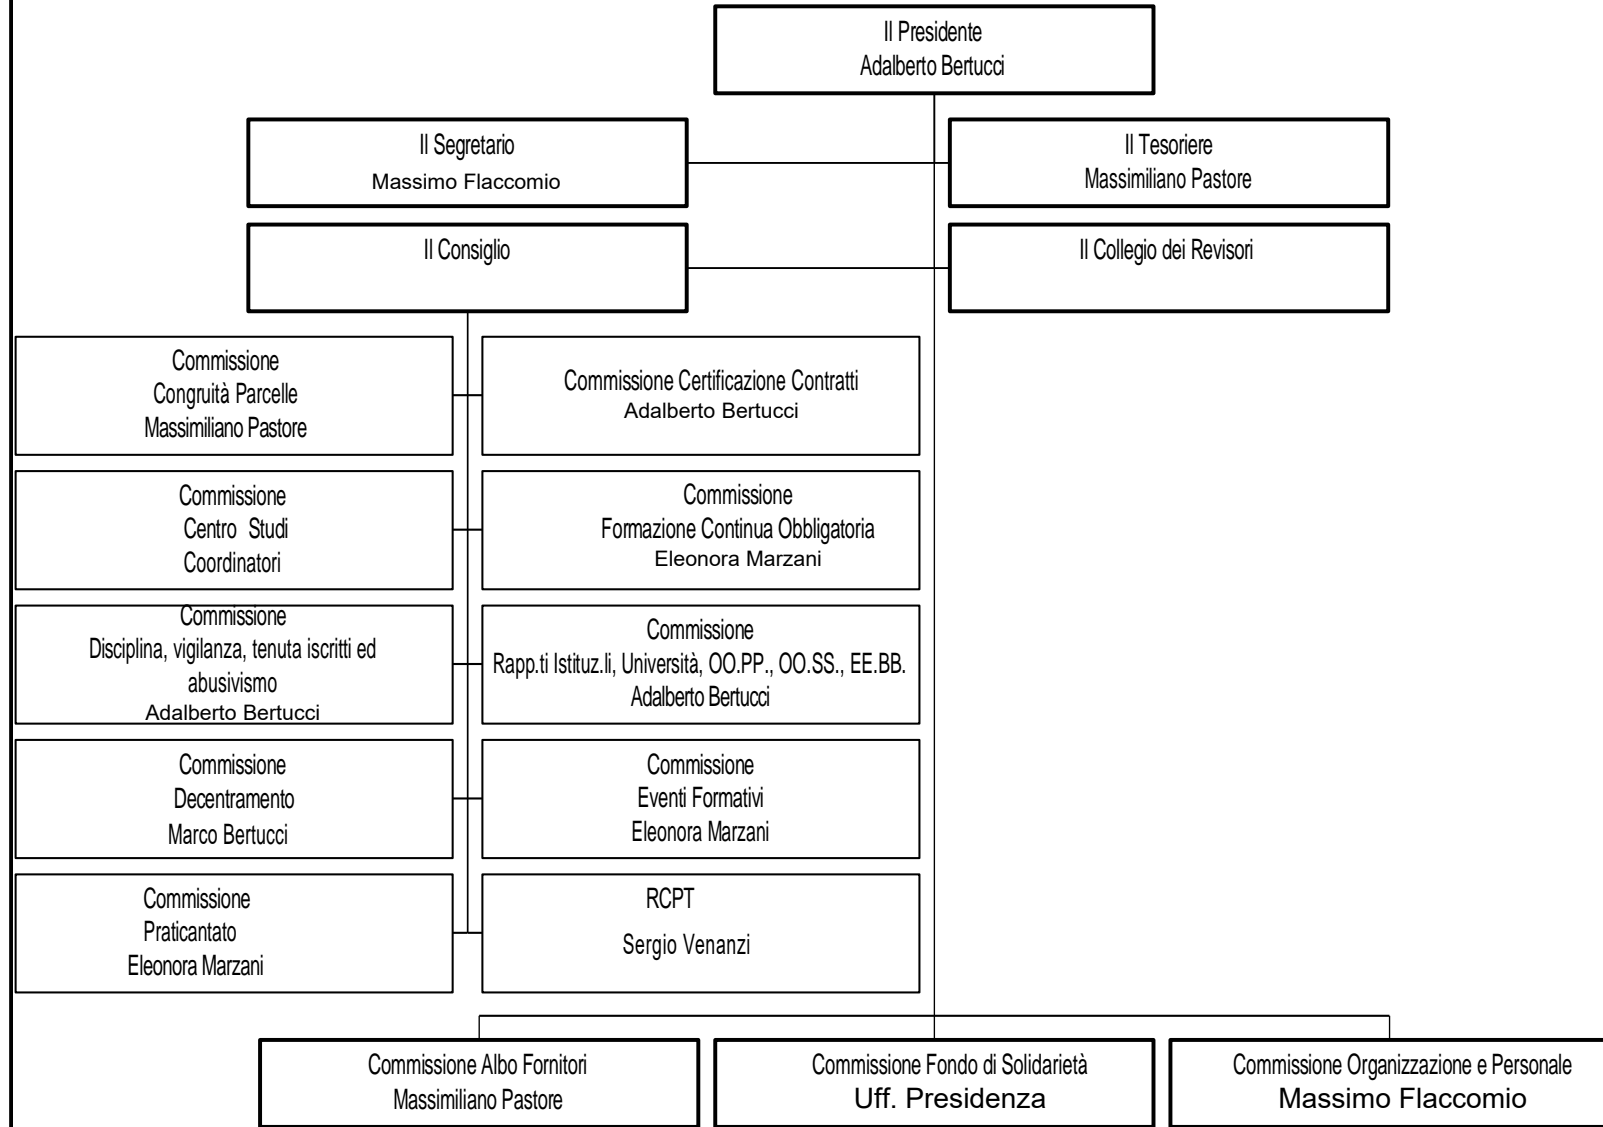 Il Presidente
Adalberto Bertucci
Il Segretario
Massimo Flaccomio
Il Tesoriere
Massimiliano Pastore
Il Consiglio
Il Collegio dei Revisori
Commissione
Congruità Parcelle
Massimiliano Pastore
Commissione Certificazione Contratti
Adalberto Bertucci
Commissione
Centro Studi
Coordinatori
Commissione
Formazione Continua Obbligatoria
Eleonora Marzani
Commissione
Disciplina, vigilanza, tenuta iscritti ed
abusivismo
Adalberto Bertucci
Commissione
Rapp.ti Istituz.li, Università, OO.PP., OO.SS., EE.BB.
Adalberto Bertucci
Commissione
Decentramento
Marco Bertucci
Commissione
Eventi Formativi
Eleonora Marzani
Commissione
Praticantato
Eleonora Marzani
RCPT
Sergio Venanzi
Commissione Albo Fornitori
Massimiliano Pastore
Commissione Fondo di Solidarietà
Uff. Presidenza
Commissione Organizzazione e Personale
Massimo Flaccomio